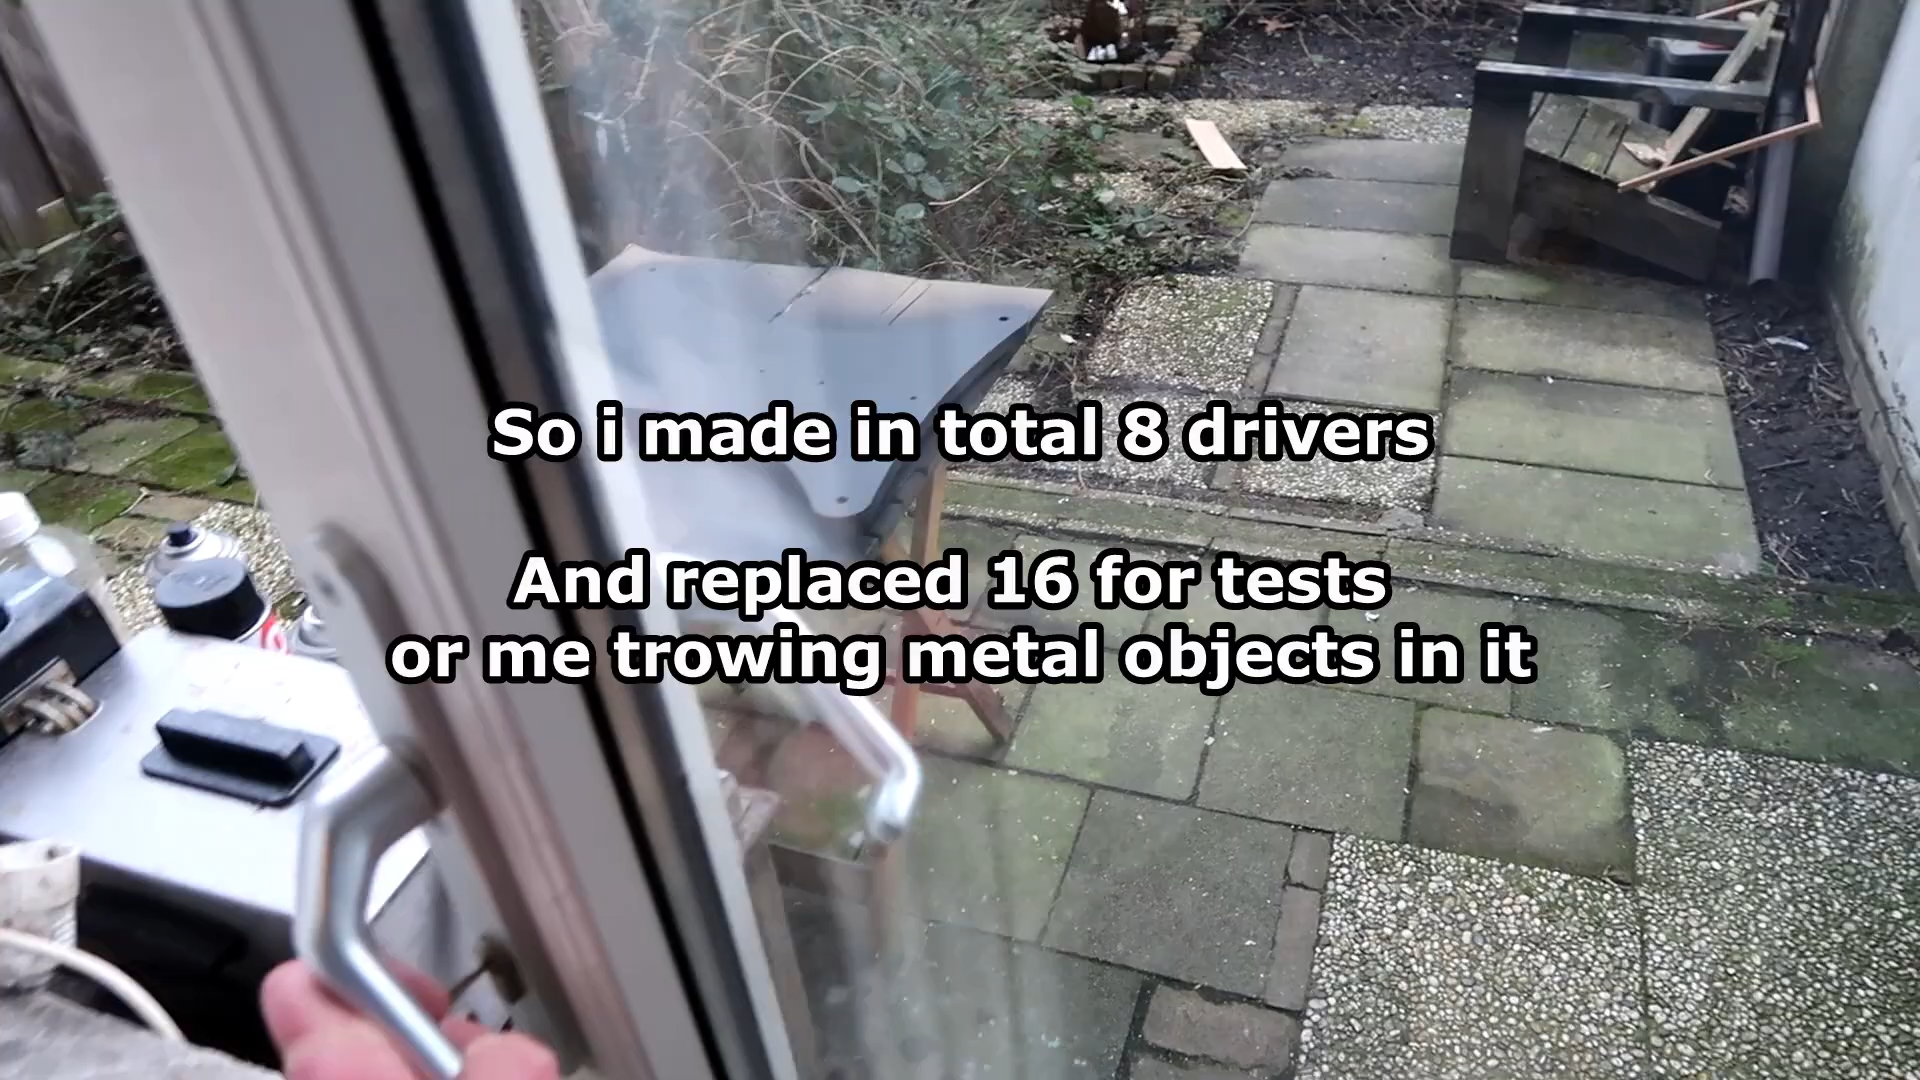 So i made in total 8 drivers
And replaced 16 for tests
or me trowing metal objects in it